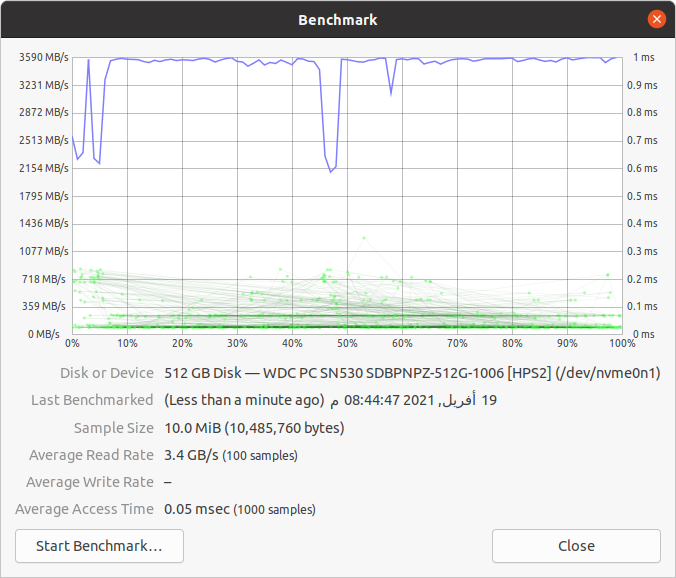 Benchmark
3590 MB/s
3231 MB/s
2872 MB/s
2513 MB/s
2154 MB/s
1795 MB/s
1436 MB/s
1077 MB/s
718 MB/s
359 MB/s
0 MB/s
1 ms
0.9 ms
0.8 ms
0.7 ms
0.6 ms
0.5 ms
0.4 ms
0.3 ms
0.2 ms
0.1 ms
0 ms
0% 10% 20% 30% 40% 50% 60% 70% 80% 90% 100%
Disk or Device 512 GB Disk — WDC PC SN530 SDBPNPZ-512G-1006 [HPS2] (/dev/nvme0n1)
Last Benchmarked (Less than a minute ago) 19 أفريل, 2021 08:44:47 م
Sample Size 10.0 MiB (10,485,760 bytes)
Average Read Rate 3.4 GB/s (100 samples)
Average Write Rate –
Average Access Time 0.05 msec (1000 samples)
Start Benchmark… Close